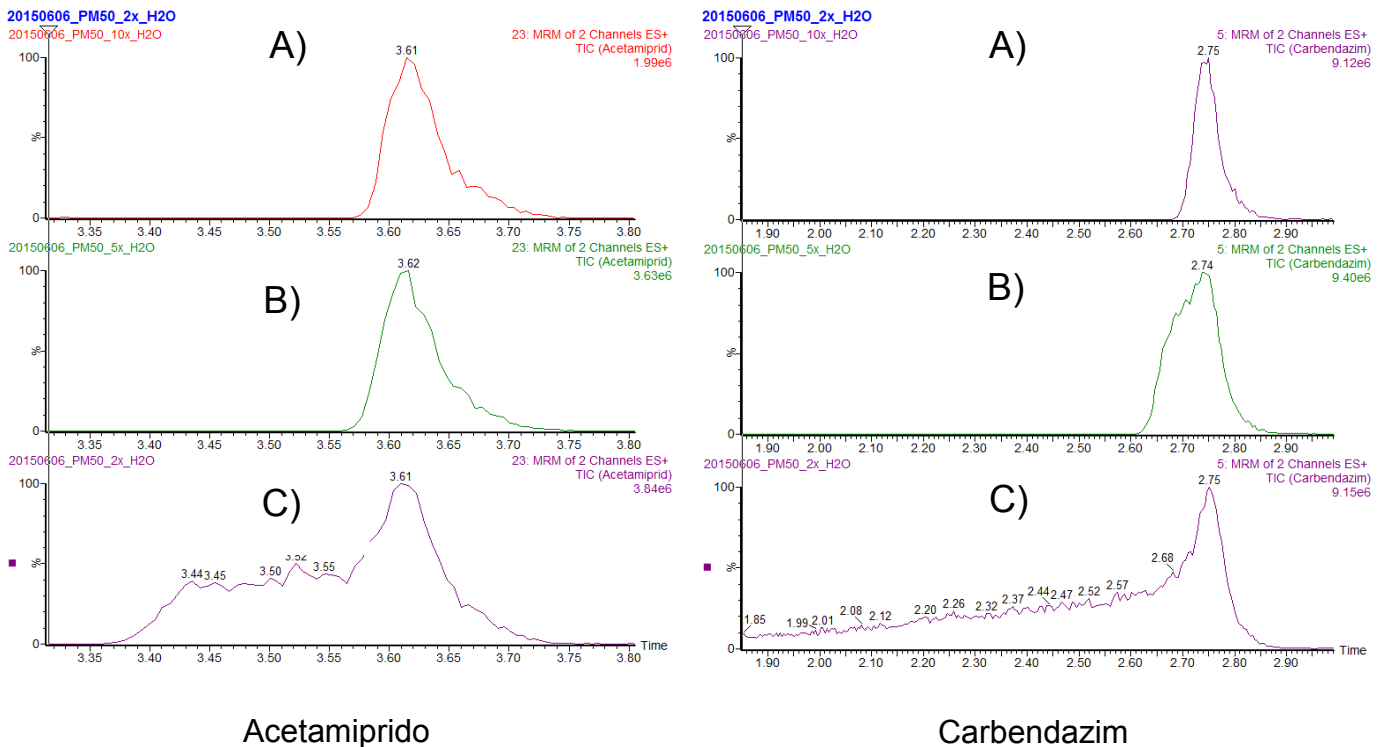 20150606_PM50_2x_H2O
20150606_PM50_10x_H2O
A)
23: MRM of 2 Channels ES+
TIC (Acetamiprid)
1.99e6
3.61
100
%
0
3.35 3.40 3.45 3.50 3.55 3.60 3.65 3.70 3.75 3.80
20150606_PM50_5x_H2O
B)
23: MRM of 2 Channels ES+
TIC (Acetamiprid)
3.63e6
3.62
100
%
0
3.35 3.40 3.45 3.50 3.55 3.60 3.65 3.70 3.75 3.80
20150606_PM50_2x_H2O
C)
23: MRM of 2 Channels ES+
TIC (Acetamiprid)
3.84e6
3.61
100
%
3.44 3.45 3.50 3.52 3.55
0
Time
3.35 3.40 3.45 3.50 3.55 3.60 3.65 3.70 3.75 3.80
Acetamiprido
20150606_PM50_2x_H2O
20150606_PM50_10x_H2O
A)
5: MRM of 2 Channels ES+
TIC (Carbendazim)
9.12e6
2.75
100
%
0
1.90 2.00 2.10 2.20 2.30 2.40 2.50 2.60 2.70 2.80 2.90
20150606_PM50_5x_H2O
B)
5: MRM of 2 Channels ES+
TIC (Carbendazim)
9.40e6
2.74
100
%
0
1.90 2.00 2.10 2.20 2.30 2.40 2.50 2.60 2.70 2.80 2.90
20150606_PM50_2x_H2O
C)
5: MRM of 2 Channels ES+
TIC (Carbendazim)
9.15e6
2.75
100
%
1.85 1.99 2.01 2.08 2.12 2.20 2.26 2.32 2.37 2.44 2.47 2.52 2.57 2.68
0
Time
1.90 2.00 2.10 2.20 2.30 2.40 2.50 2.60 2.70 2.80 2.90
Carbendazim